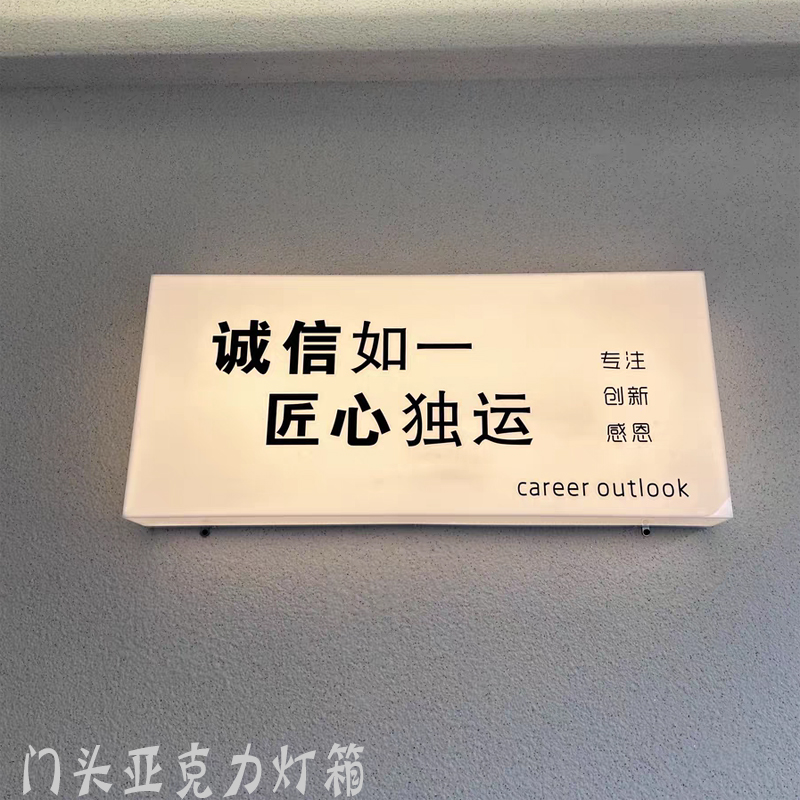 诚信如一
匠心独运
专注
创新
感恩
career outlook
门头亚克力灯箱